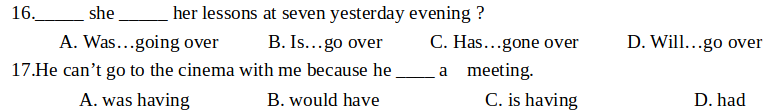 16._____ she _____ her lessons at seven yesterday evening ?
A. Was…going over B. Is…go over C. Has…gone over D. Will…go over
17.He can’t go to the cinema with me because he ____ a meeting.
A. was having B. would have C. is having D. had